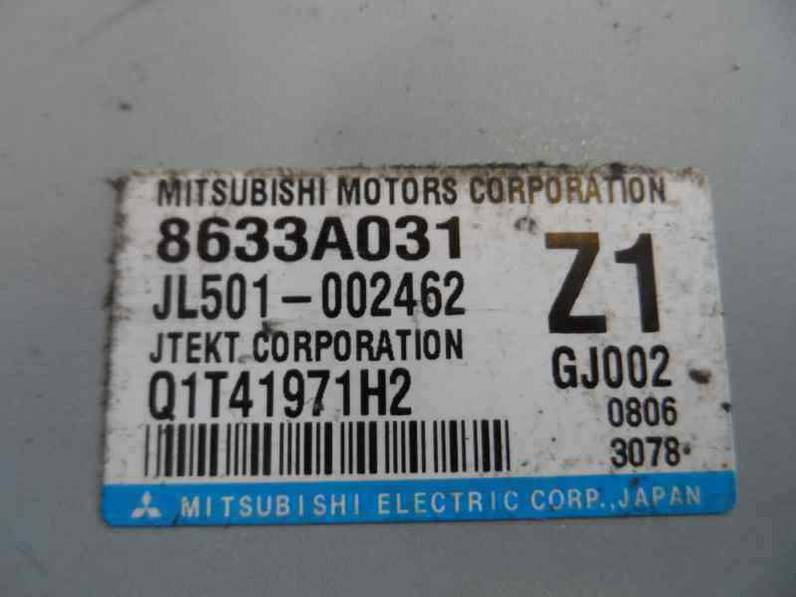 MITSUBISHI MOTORS CORPORATION
8633A031
Z1
JL501-002462
JTEKT CORPORATION
GJ002
Q1T41971H2
0806
3078
MITSUBISHI ELECTRIC CORP., JAPAN